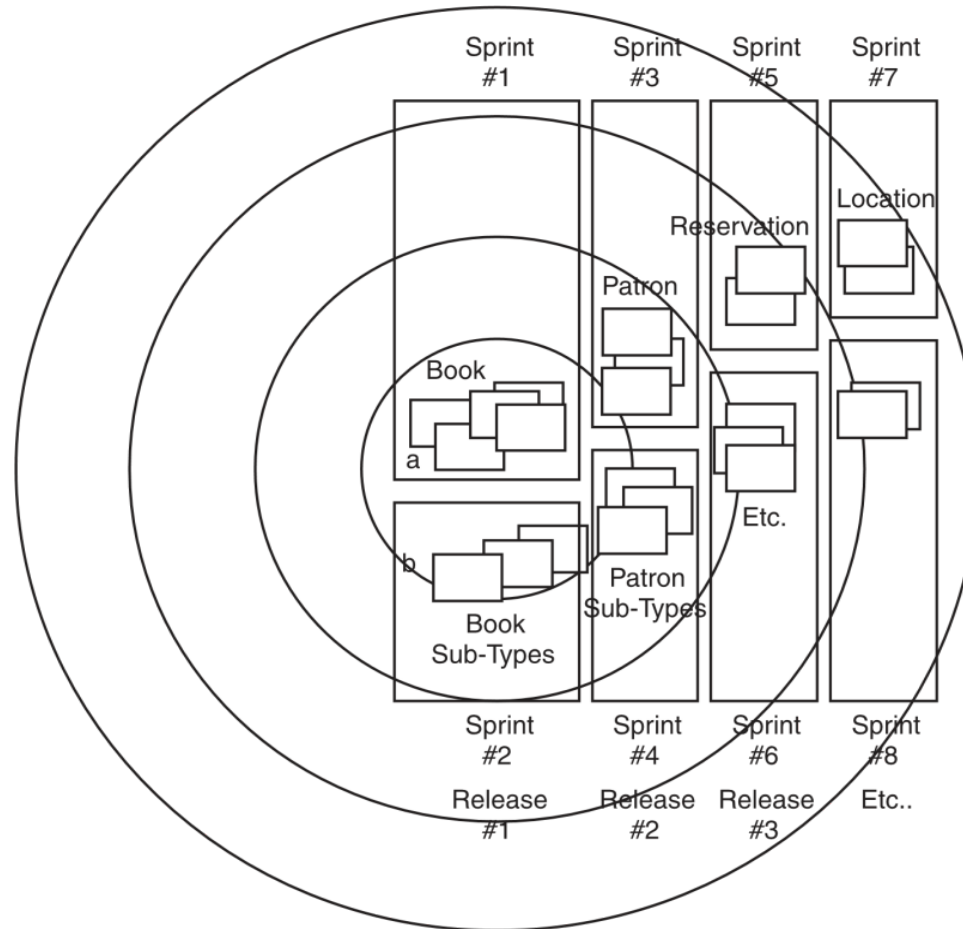 Sprint
#1
Sprint
#3
Sprint
#5
Sprint
#7
Location
Reservation
Patron
Book
a
b
Etc.
Patron
Sub-Types
Book
Sub-Types
Sprint
#2
Sprint
#4
Sprint
#6
Sprint
#8
Release
#1
Release
#2
Release
#3
Etc..